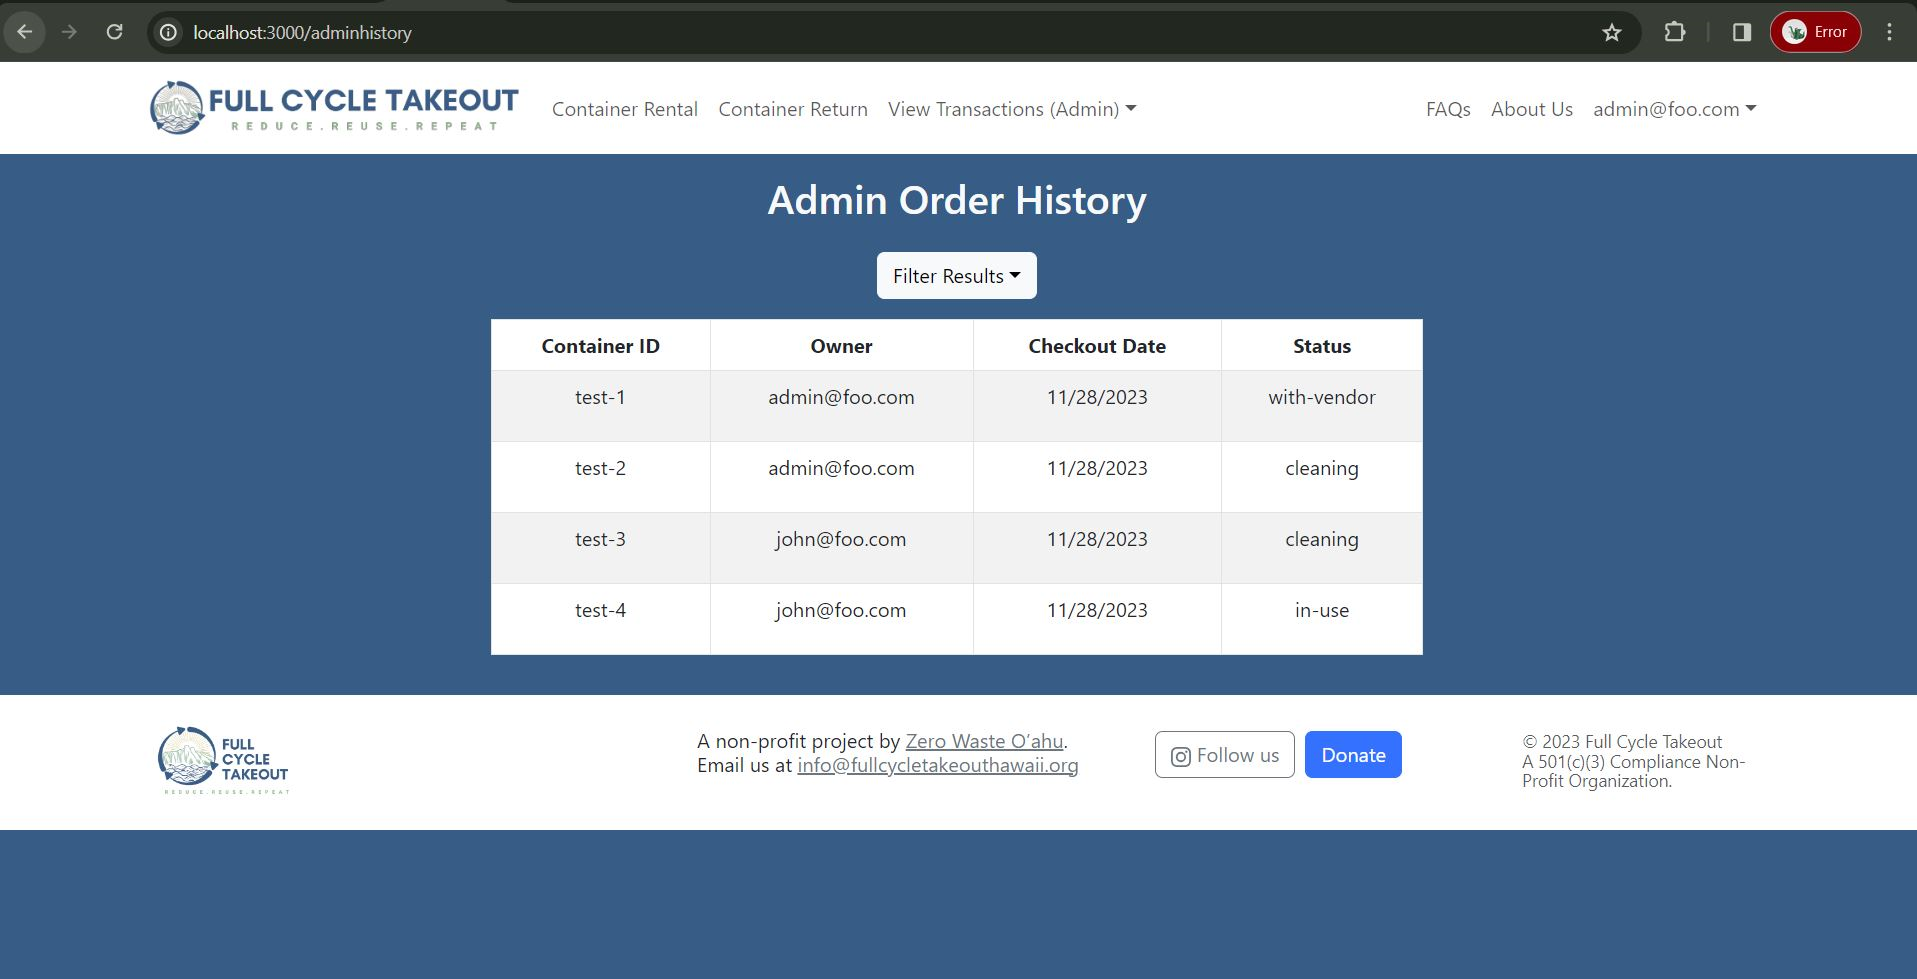 localhost:3000/adminhistory
Error
FULL CYCLE TAKEOUT
REDUCE.REUSE.REPEAT
Container Rental Container Return View Transactions (Admin)
FAQs About Us admin@foo.com
Admin Order History
Filter Results
Container ID Owner Checkout Date Status
test-1 admin@foo.com 11/28/2023 with-vendor
test-2 admin@foo.com 11/28/2023 cleaning
test-3 john@foo.com 11/28/2023 cleaning
test-4 john@foo.com 11/28/2023 in-use
FULL
CYCLE
TAKEOUT
REDUCE.REUSE.REPEAT
A non-profit project by Zero Waste O'ahu.
Email us at info@fullcycletakeouthawaii.org
Follow us
Donate
© 2023 Full Cycle Takeout
A 501(c)(3) Compliance Non-
Profit Organization.